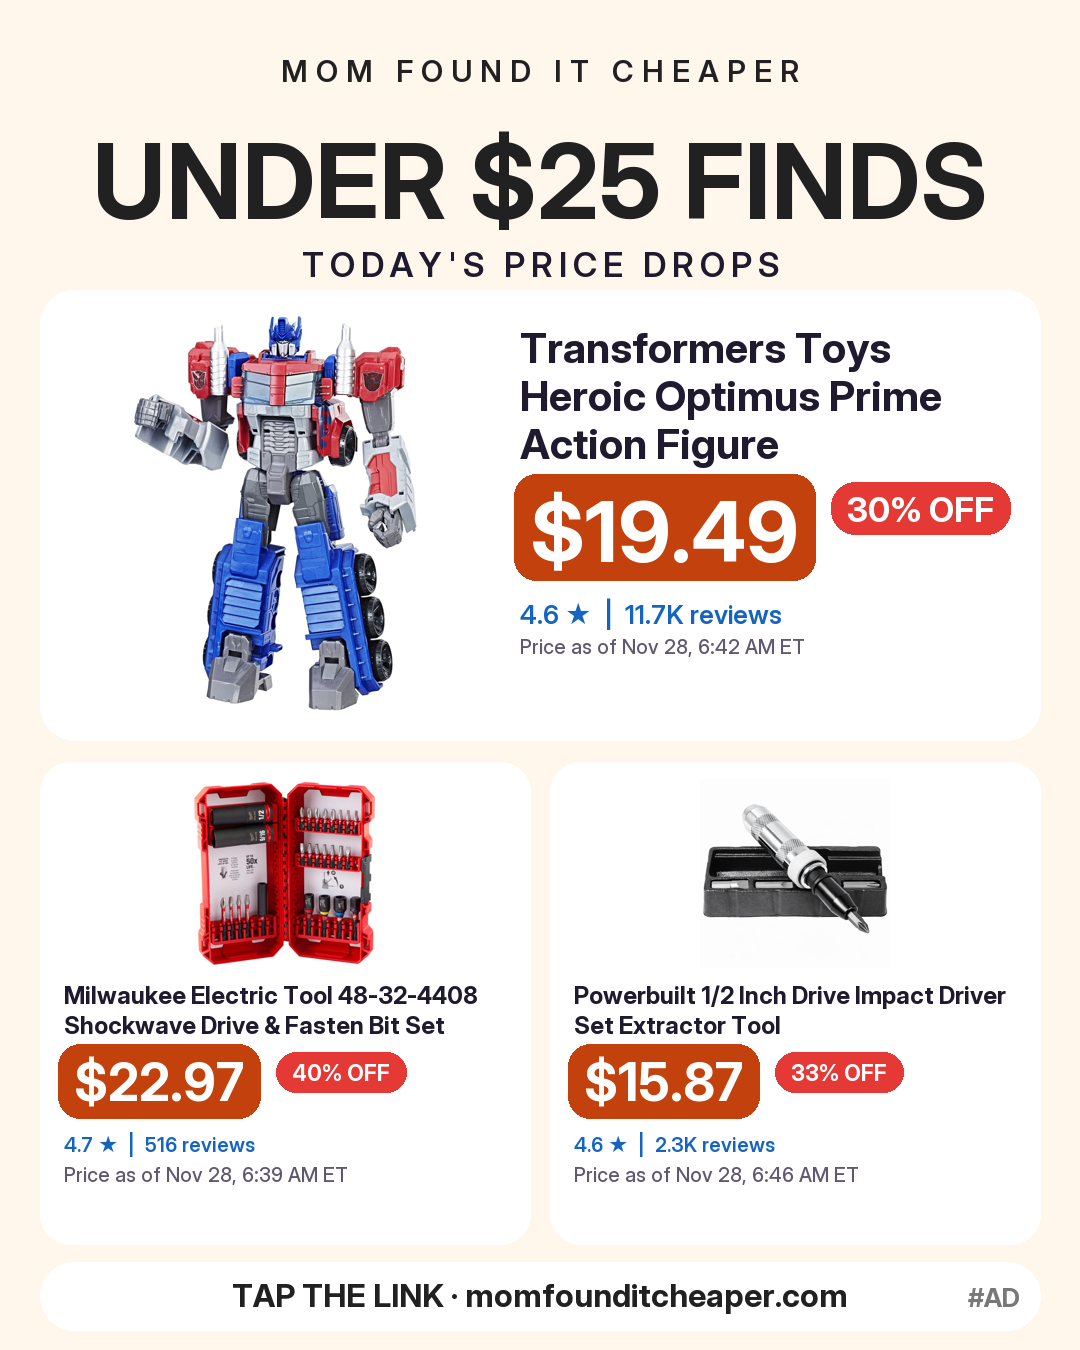 MOM FOUND IT CHEAPER
UNDER $25 FINDS
TODAY'S PRICE DROPS
Transformers Toys
Heroic Optimus Prime
Action Figure
$19.49
30% OFF
4.6 ★ | 11.7K reviews
Price as of Nov 28, 6:42 AM ET
1/2
9/16
50x
Milwaukee Electric Tool 48-32-4408
Shockwave Drive & Fasten Bit Set
$22.97
40% OFF
4.7 ★ | 516 reviews
Price as of Nov 28, 6:39 AM ET
Powerbuilt 1/2 Inch Drive Impact Driver
Set Extractor Tool
$15.87
33% OFF
4.6 ★ | 2.3K reviews
Price as of Nov 28, 6:46 AM ET
TAP THE LINK · momfounditcheaper.com
#AD